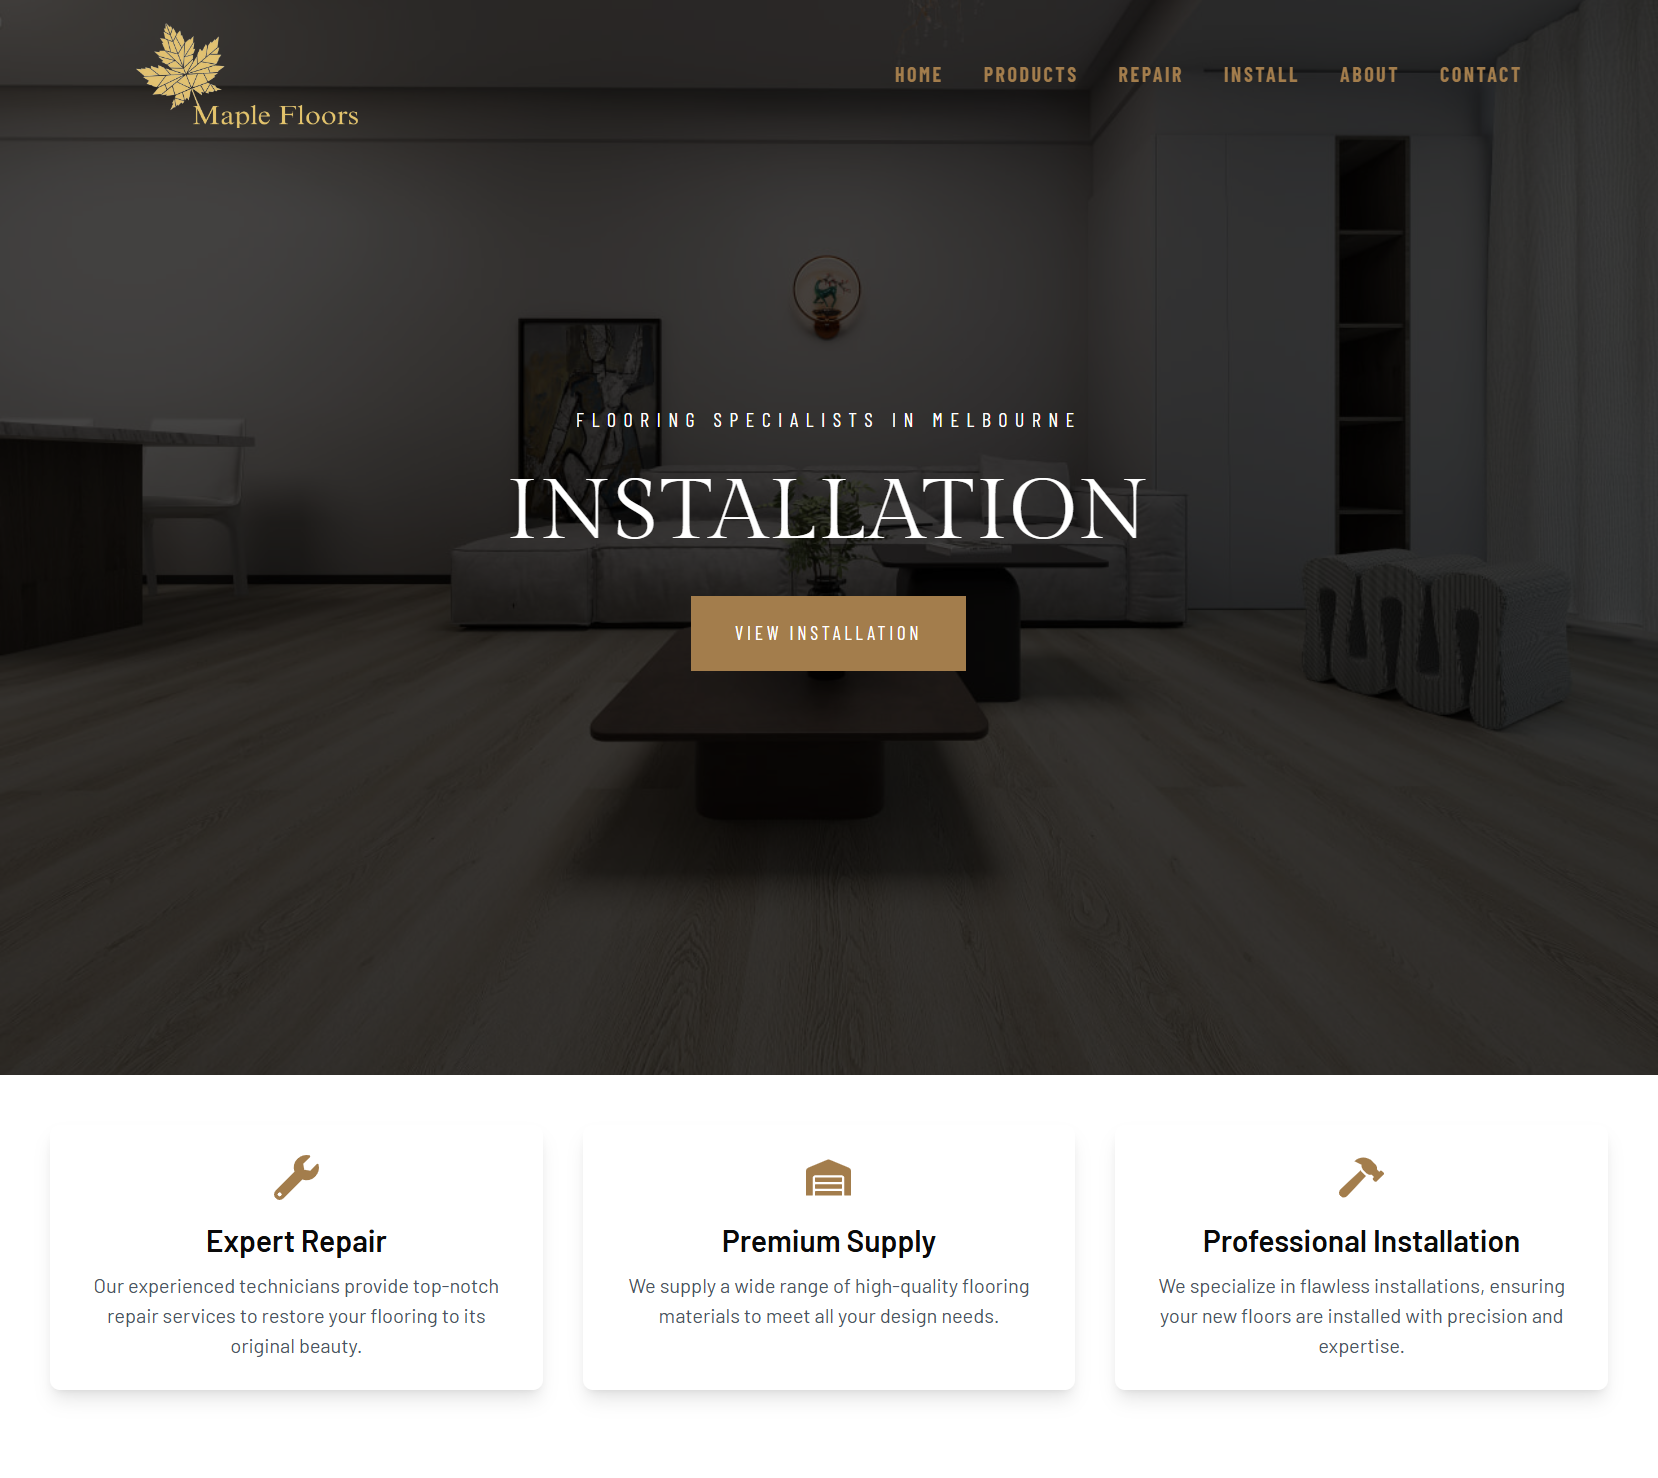 Maple Floors
HOME PRODUCTS REPAIR INSTALL ABOUT CONTACT
FLOORING SPECIALISTS IN MELBOURNE
INSTALLATION
VIEW INSTALLATION
Expert Repair
Our experienced technicians provide top-notch
repair services to restore your flooring to its
original beauty.
Premium Supply
We supply a wide range of high-quality flooring
materials to meet all your design needs.
Professional Installation
We specialize in flawless installations, ensuring
your new floors are installed with precision and
expertise.